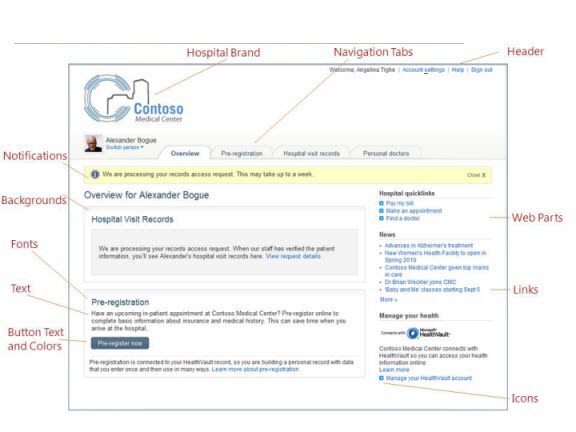 Hospital Brand
Navigation Tabs
Header
Welcome, Angelina Tighe | Account settings | Help | Sign out
Contoso
Medical Center
Alexander Bogue
Switch person
Overview
Pre-registration
Hospital visit records
Personal doctors
Notifications
We are processing your records access request. This may take up to a week.
Close X
Backgrounds
Overview for Alexander Bogue
Hospital Visit Records
We are processing your records access request. When our staff has verified the patient
information, you'll see Alexander's hospital visit records here. View request details
Hospital quicklinks
Pay my bill
Make an appointment
Find a doctor
Web Parts
News
Advances in Alzheimer's treatment
New Women's Health Facility to open in
Spring 2010
Contoso Medical Center given top marks
in care
Dr.Brian Weckler joins CMC
'Baby and Me' classes starting Sept 5
More »
Links
Fonts
Text
Button Text
and Colors
Pre-registration
Have an upcoming in-patient appointment at Contoso Medical Center? Pre-register online to
complete basic information about insurance and medical history. This can save time when you
arrive at the hospital.
Pre-register now
Pre-registration is connected to your HealthVault record, so you are building a personal record with data
that you enter once and then use in many ways. Learn more about pre-registration
Manage your health
Connects with
Microsoft
HealthVault
Contoso Medical Center connects with
HealthVault so you can access your health
information online.
Learn more
Manage your HealthVault account
Icons